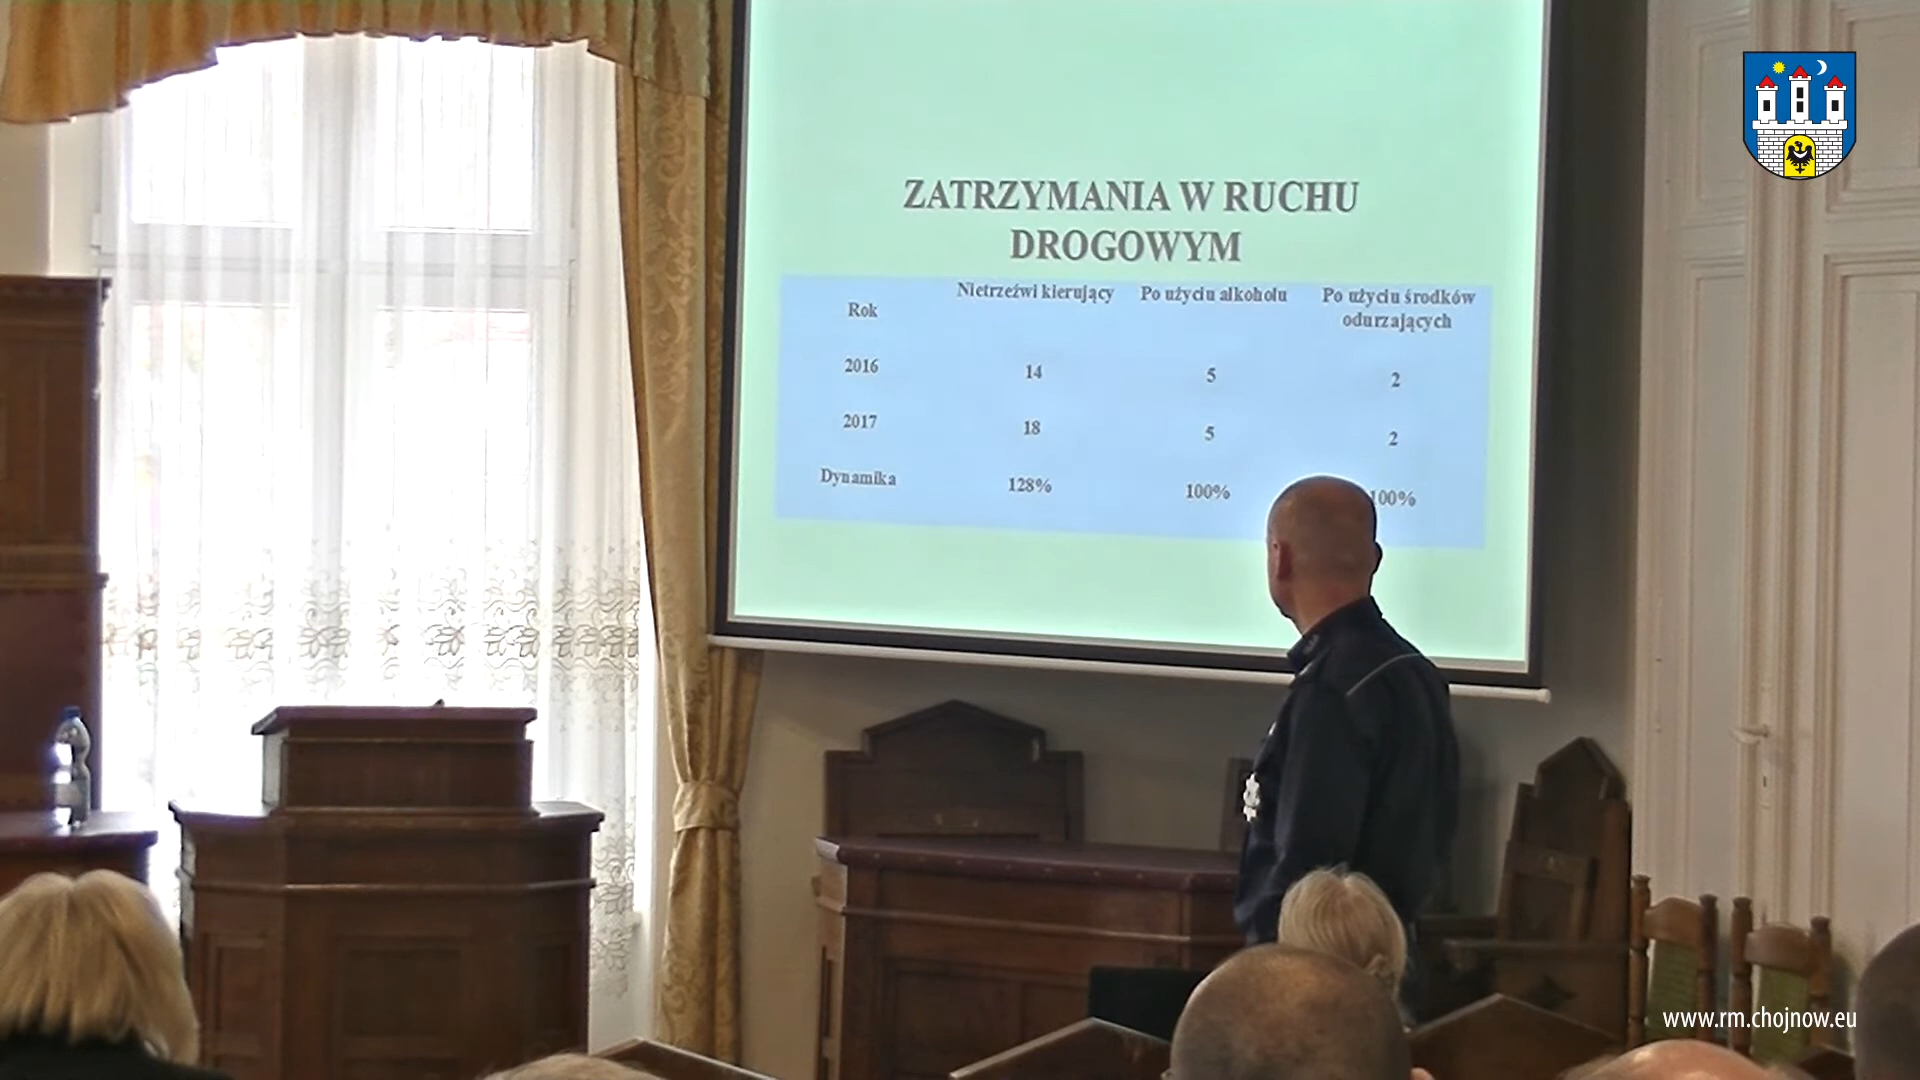 ZATRZYMANIA W RUCHU
DROGOWYM
Rok Nietrzeźwi kierujący Po użyciu alkoholu Po użyciu środków
odurzających
2016 14 5 2
2017 18 5 2
Dynamika 128% 100% 100%
www.rm.chojnow.eu